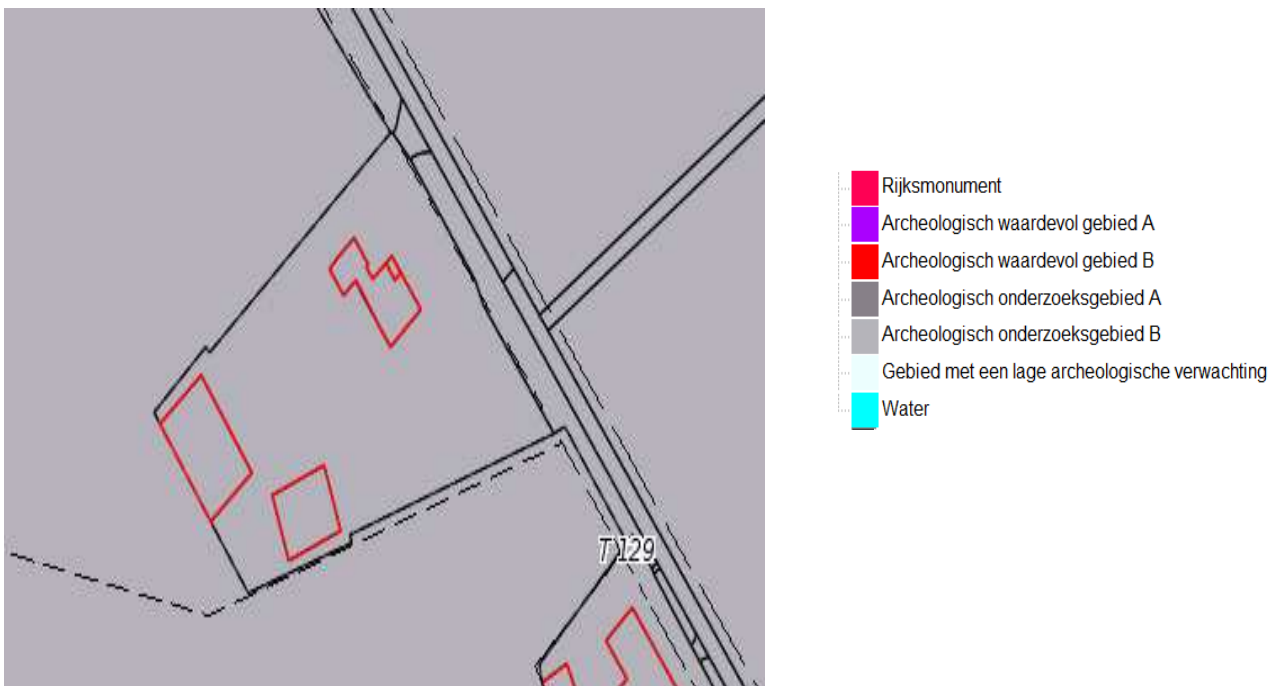 T 129
Rijksmonument
Archeologisch waardevol gebied A
Archeologisch waardevol gebied B
Archeologisch onderzoeksgebied A
Archeologisch onderzoeksgebied B
Gebied met een lage archeologische verwachting
Water